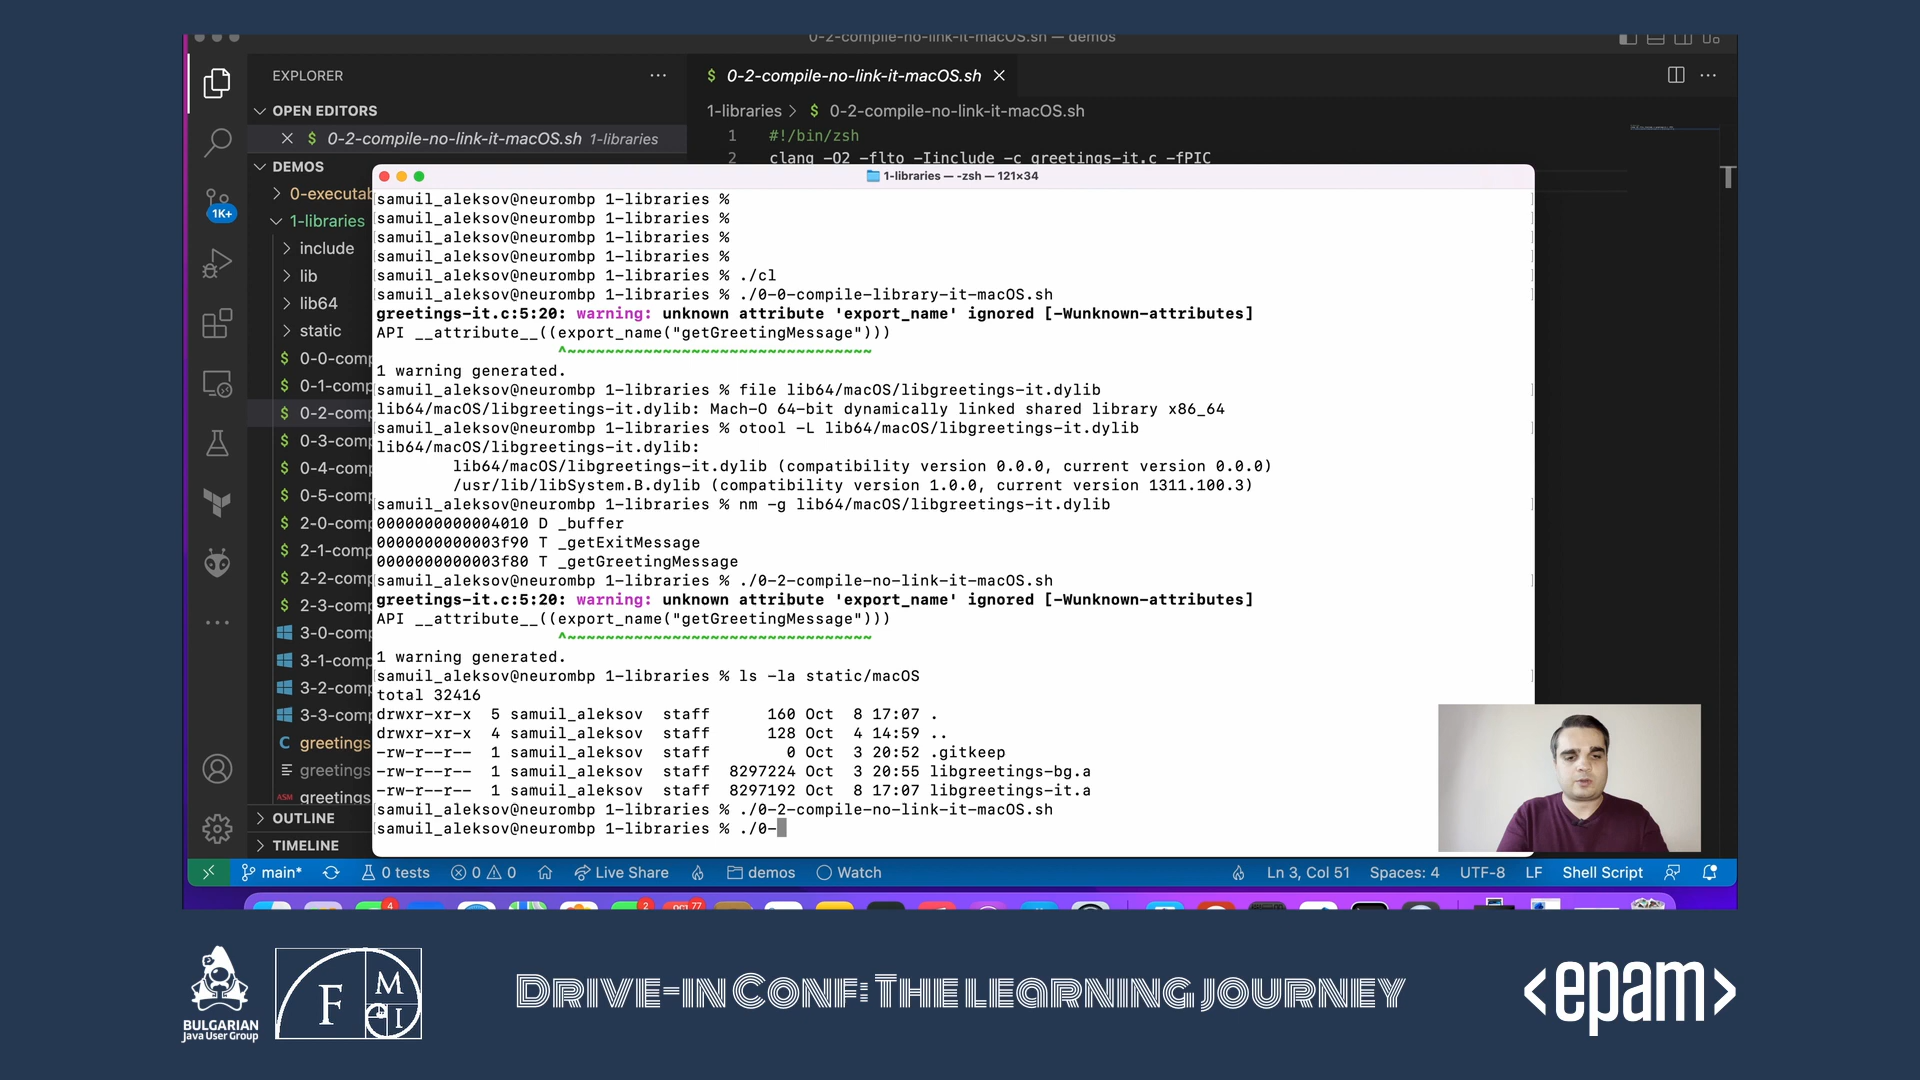 0-2-compile-no-link-it-macOS.sh — demos
EXPLORER
OPEN EDITORS
$ 0-2-compile-no-link-it-macOS.sh 1-libraries
DEMOS
0-executab
1-libraries
include
lib
lib64
static
$ 0-0-comp
$ 0-1-comp
$ 0-2-comp
$ 0-3-comp
$ 0-4-comp
$ 0-5-comp
$ 2-0-comp
$ 2-1-comp
$ 2-2-comp
$ 2-3-comp
3-0-comp
3-1-comp
3-2-comp
3-3-comp
C greetings
greetings
ASM greetings
OUTLINE
TIMELINE
1K+
$ 0-2-compile-no-link-it-macOS.sh
1-libraries > $ 0-2-compile-no-link-it-macOS.sh
1 #!/bin/zsh
2 clang -O2 -flto -Iinclude -c greetings-it.c -fPIC
1-libraries — -zsh — 121×34
samuil_aleksov@neurombp 1-libraries %
samuil_aleksov@neurombp 1-libraries %
samuil_aleksov@neurombp 1-libraries %
samuil_aleksov@neurombp 1-libraries %
samuil_aleksov@neurombp 1-libraries % ./cl
samuil_aleksov@neurombp 1-libraries % ./0-0-compile-library-it-macOS.sh
greetings-it.c:5:20: warning: unknown attribute 'export_name' ignored [-Wunknown-attributes]
API __attribute__((export_name("getGreetingMessage")))
^~~~~~~~~~~~~~~~~~~~~~~~~~~~~~~~~
1 warning generated.
samuil_aleksov@neurombp 1-libraries % file lib64/macOS/libgreetings-it.dylib
lib64/macOS/libgreetings-it.dylib: Mach-O 64-bit dynamically linked shared library x86_64
samuil_aleksov@neurombp 1-libraries % otool -L lib64/macOS/libgreetings-it.dylib
lib64/macOS/libgreetings-it.dylib:
lib64/macOS/libgreetings-it.dylib (compatibility version 0.0.0, current version 0.0.0)
/usr/lib/libSystem.B.dylib (compatibility version 1.0.0, current version 1311.100.3)
samuil_aleksov@neurombp 1-libraries % nm -g lib64/macOS/libgreetings-it.dylib
0000000000004010 D _buffer
0000000000003f90 T _getExitMessage
0000000000003f80 T _getGreetingMessage
samuil_aleksov@neurombp 1-libraries % ./0-2-compile-no-link-it-macOS.sh
greetings-it.c:5:20: warning: unknown attribute 'export_name' ignored [-Wunknown-attributes]
API __attribute__((export_name("getGreetingMessage")))
^~~~~~~~~~~~~~~~~~~~~~~~~~~~~~~~~
1 warning generated.
samuil_aleksov@neurombp 1-libraries % ls -la static/macOS
total 32416
drwxr-xr-x 5 samuil_aleksov staff 160 Oct 8 17:07 .
drwxr-xr-x 4 samuil_aleksov staff 128 Oct 4 14:59 ..
-rw-r--r-- 1 samuil_aleksov staff 0 Oct 3 20:52 .gitkeep
-rw-r--r-- 1 samuil_aleksov staff 8297224 Oct 3 20:55 libgreetings-bg.a
-rw-r--r-- 1 samuil_aleksov staff 8297192 Oct 8 17:07 libgreetings-it.a
samuil_aleksov@neurombp 1-libraries % ./0-2-compile-no-link-it-macOS.sh
samuil_aleksov@neurombp 1-libraries % ./0-
main* 0 tests 0 0 Live Share demos Watch Ln 3, Col 51 Spaces: 4 UTF-8 LF Shell Script
4 2 77
BULGARIAN
Java User Group
F M I
DRIVE-IN CONF: THE LEARNING JOURNEY
<epam>